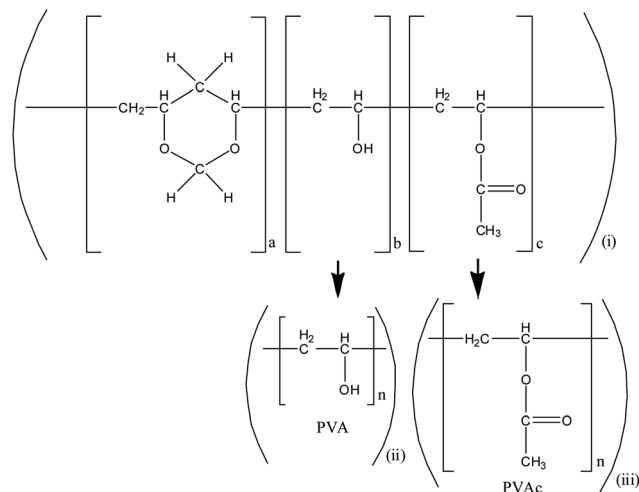 H H
C
CH₂ H C H C
O O
C
H H
a
H₂ C H C
OH
b
H₂ C H C
O
C O
CH₃
c
(i)
H₂ C H C
OH
n
PVA
(ii)
H₂C H C
O
C O
CH₃
n
PVAc
(iii)